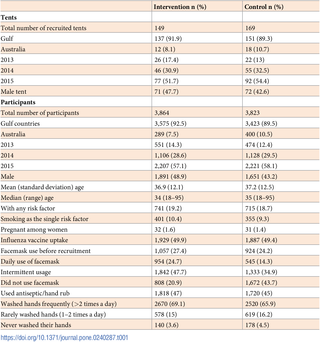 Intervention n (%) Control n (%)
Tents
Total number of recruited tents 149 169
Gulf 137 (91.9) 151 (89.3)
Australia 12 (8.1) 18 (10.7)
2013 26 (17.4) 22 (13)
2014 46 (30.9) 55 (32.5)
2015 77 (51.7) 92 (54.4)
Male tent 71 (47.7) 72 (42.6)
Participants
Total number of participants 3,864 3,823
Gulf countries 3,575 (92.5) 3,423 (89.5)
Australia 289 (7.5) 400 (10.5)
2013 551 (14.3) 474 (12.4)
2014 1,106 (28.6) 1,128 (29.5)
2015 2,207 (57.1) 2,221 (58.1)
Male 1,891 (48.9) 1,651 (43.2)
Mean (standard deviation) age 36.9 (12.1) 37.2 (12.5)
Median (range) age 34 (18–95) 35 (18–95)
With any risk factor 741 (19.2) 715 (18.7)
Smoking as the single risk factor 401 (10.4) 355 (9.3)
Pregnant women 32 (1.6) 31 (1.4)
Influenza vaccine uptake 1,929 (49.9) 1,887 (49.4)
Facemask use before recruitment 1,057 (27.4) 924 (24.2)
Daily use of facemask 954 (24.7) 545 (14.3)
Intermittent usage 1,842 (47.7) 1,333 (34.9)
Did not use facemask 808 (20.9) 1,672 (43.7)
Used antiseptic/hand rub 1,818 (47) 1,720 (45)
Washed hands frequently (>2 times a day) 2670 (69.1) 2520 (65.9)
Rarely washed hands (1–2 times a day) 578 (15) 619 (16.2)
Never washed their hands 140 (3.6) 178 (4.5)
https://doi.org/10.1371/journal.pone.0240287.t001